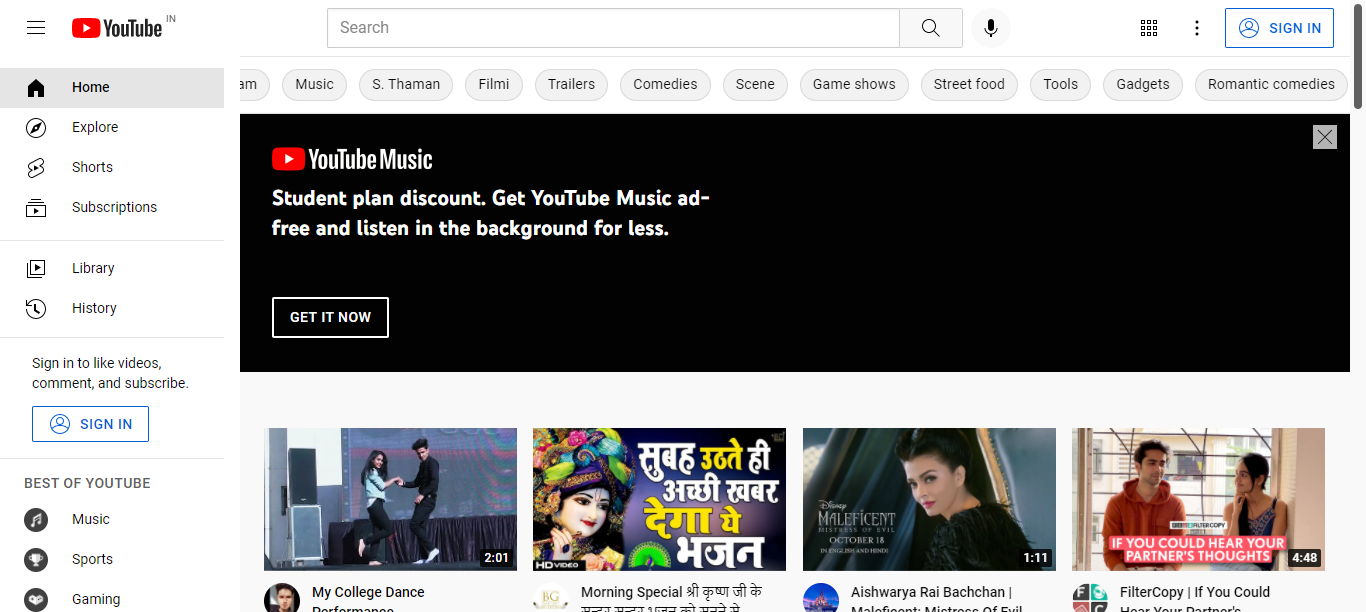 YouTube IN
Search
SIGN IN
Home
Explore
Shorts
Subscriptions
Library
History
Sign in to like videos,
comment, and subscribe.
SIGN IN
BEST OF YOUTUBE
Music
Sports
Gaming
am Music S. Thaman Filmi Trailers Comedies Scene Game shows Street food Tools Gadgets Romantic comedies
YouTube Music
Student plan discount. Get YouTube Music ad-
free and listen in the background for less.
GET IT NOW
2:01
My College Dance
Performance
सुबह उठते ही
अच्छी खबर
देगा ये
भजन
HD VIDEO
BG
Morning Special श्री कृष्ण जी के
सुन्दर सुन्दर भजन को सुनने से
Disney
MALEFICENT
MISTRESS OF EVIL
OCTOBER 18
IN ENGLISH AND HINDI
1:11
Aishwarya Rai Bachchan |
Maleficent: Mistress Of Evil
FILTERCOPY
IF YOU COULD HEAR YOUR
PARTNER'S THOUGHTS
4:48
F C
FilterCopy | If You Could
Hear Your Partner's